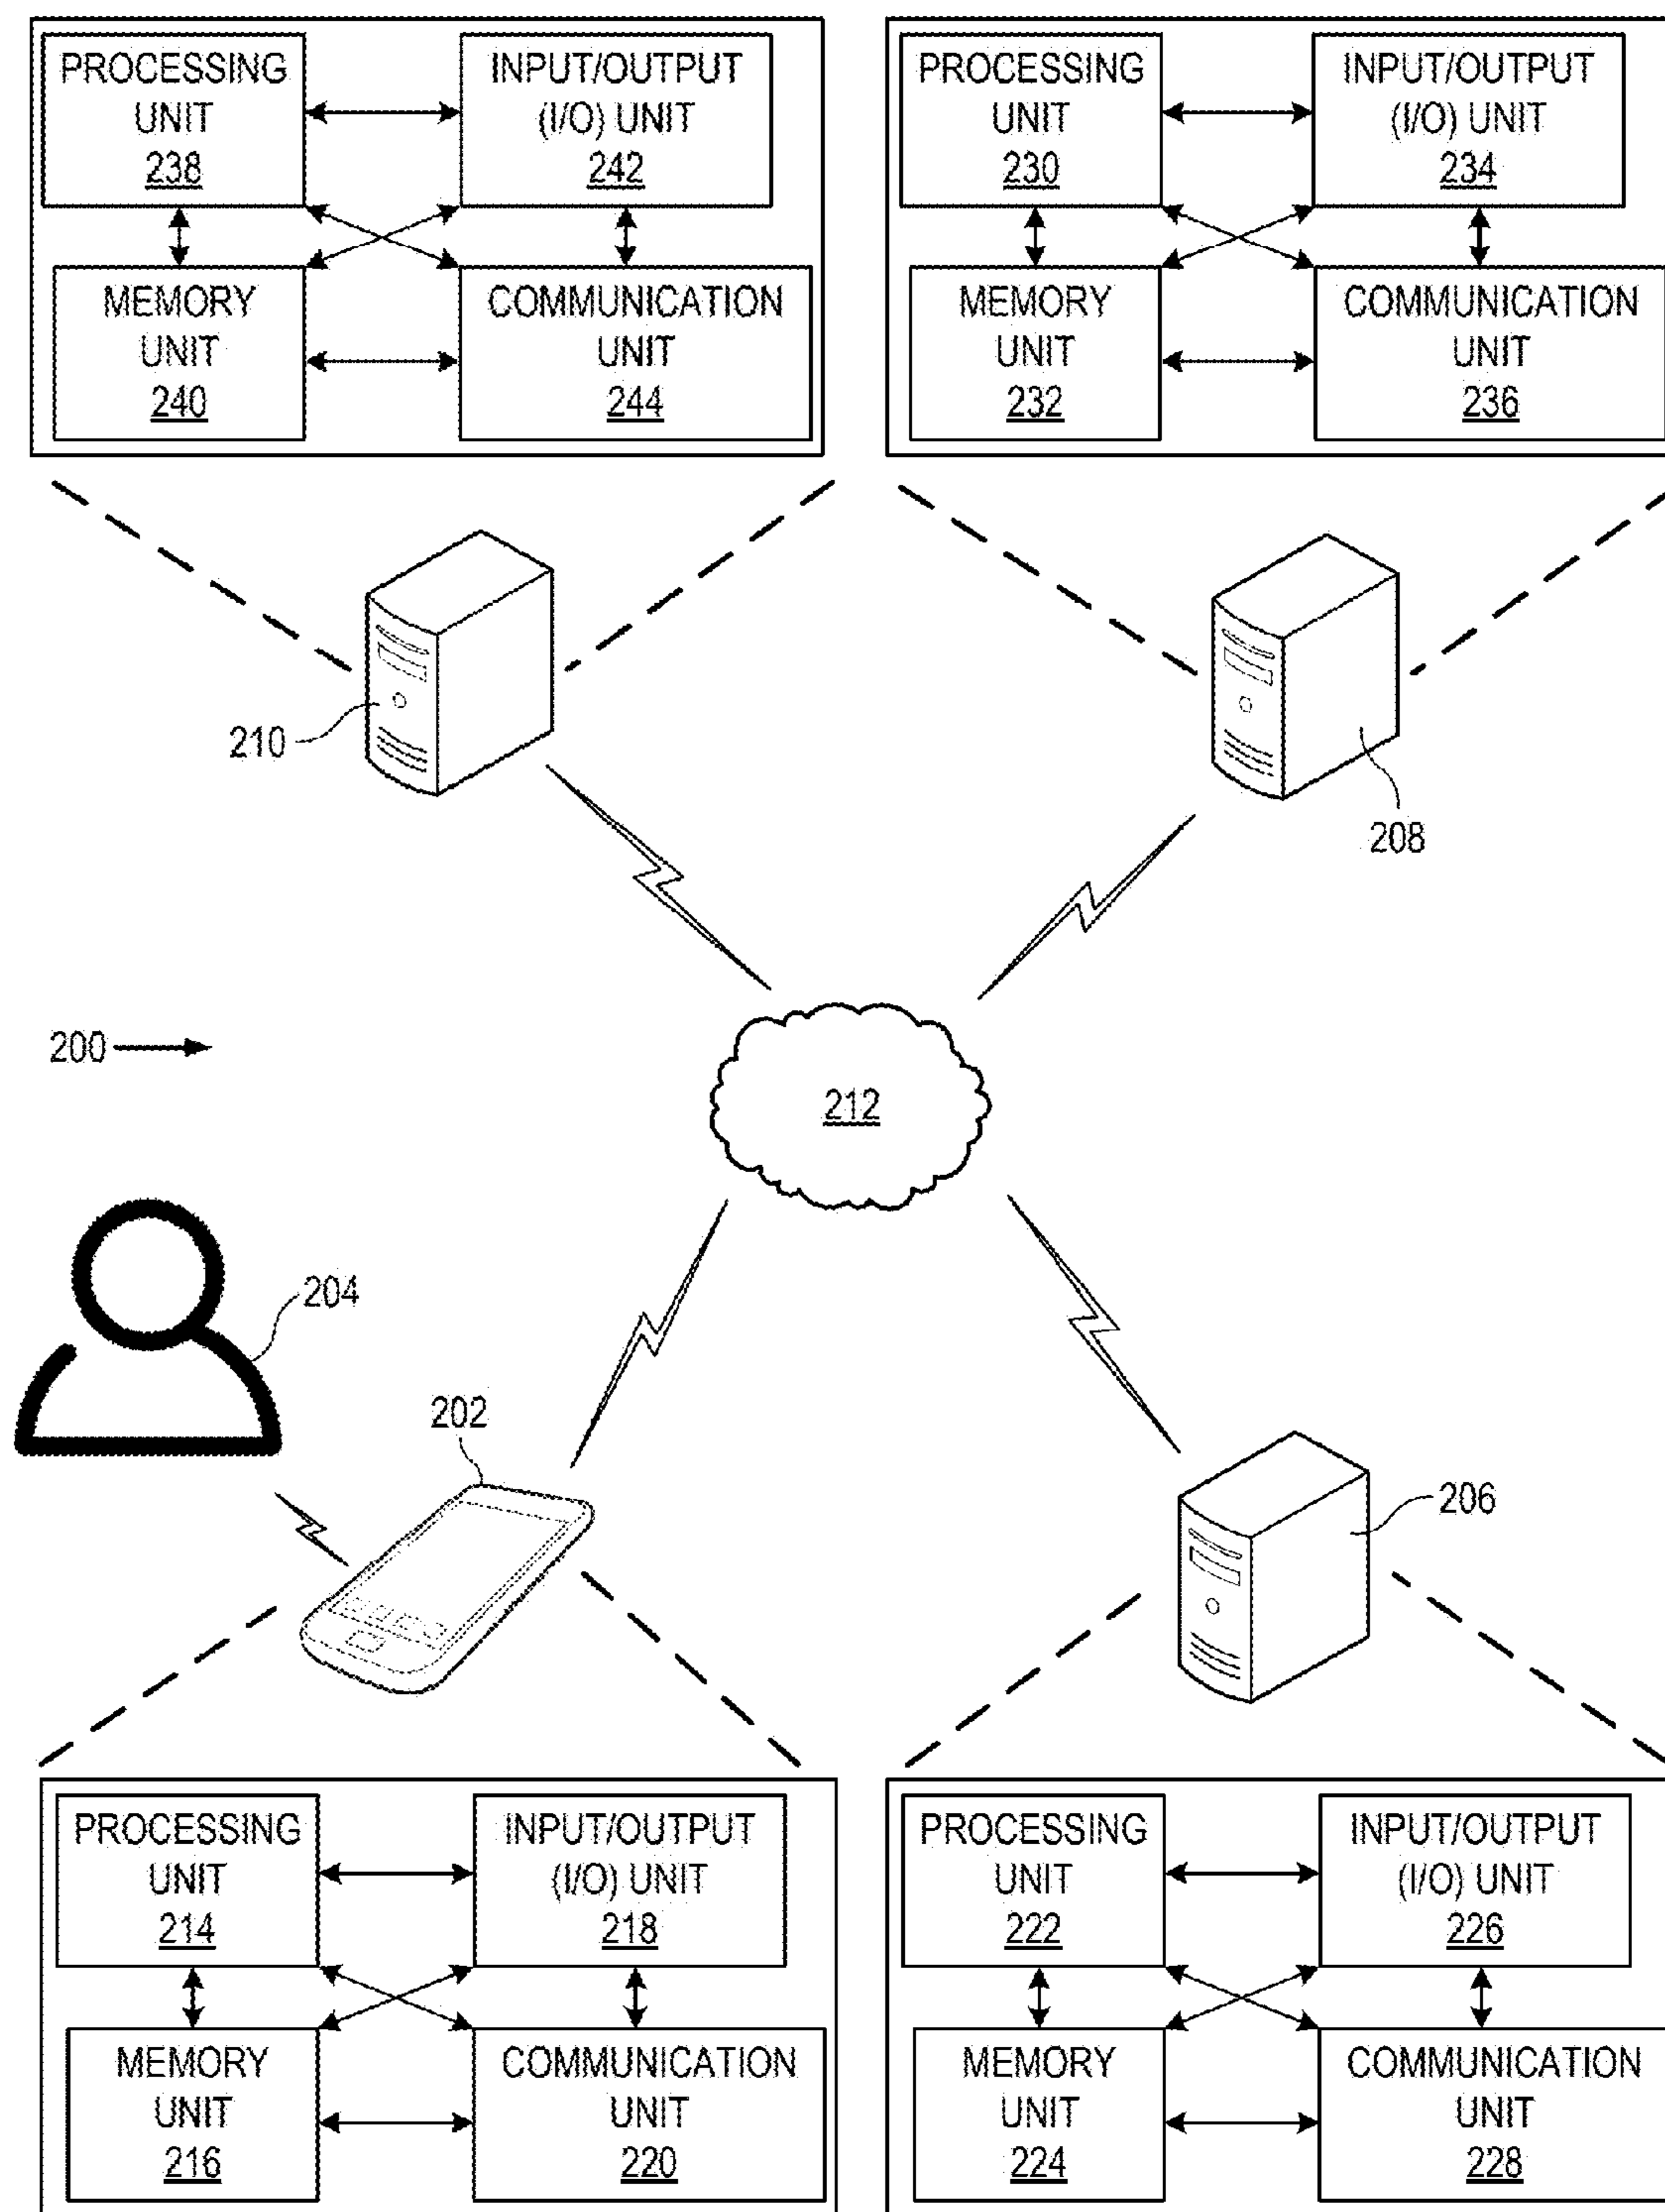 PROCESSING
UNIT
238
INPUT/OUTPUT
(I/O) UNIT
242
MEMORY
UNIT
240
COMMUNICATION
UNIT
244
PROCESSING
UNIT
230
INPUT/OUTPUT
(I/O) UNIT
234
MEMORY
UNIT
232
COMMUNICATION
UNIT
236
210
208
200
212
204
202
206
PROCESSING
UNIT
214
INPUT/OUTPUT
(I/O) UNIT
218
MEMORY
UNIT
216
COMMUNICATION
UNIT
220
PROCESSING
UNIT
222
INPUT/OUTPUT
(I/O) UNIT
226
MEMORY
UNIT
224
COMMUNICATION
UNIT
228